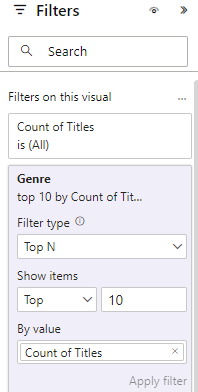 Filters
Search
Filters on this visual
...
Count of Titles
is (All)
Genre
top 10 by Count of Tit...
Filter type
Top N
Show items
Top 10
By value
Count of Titles
Apply filter